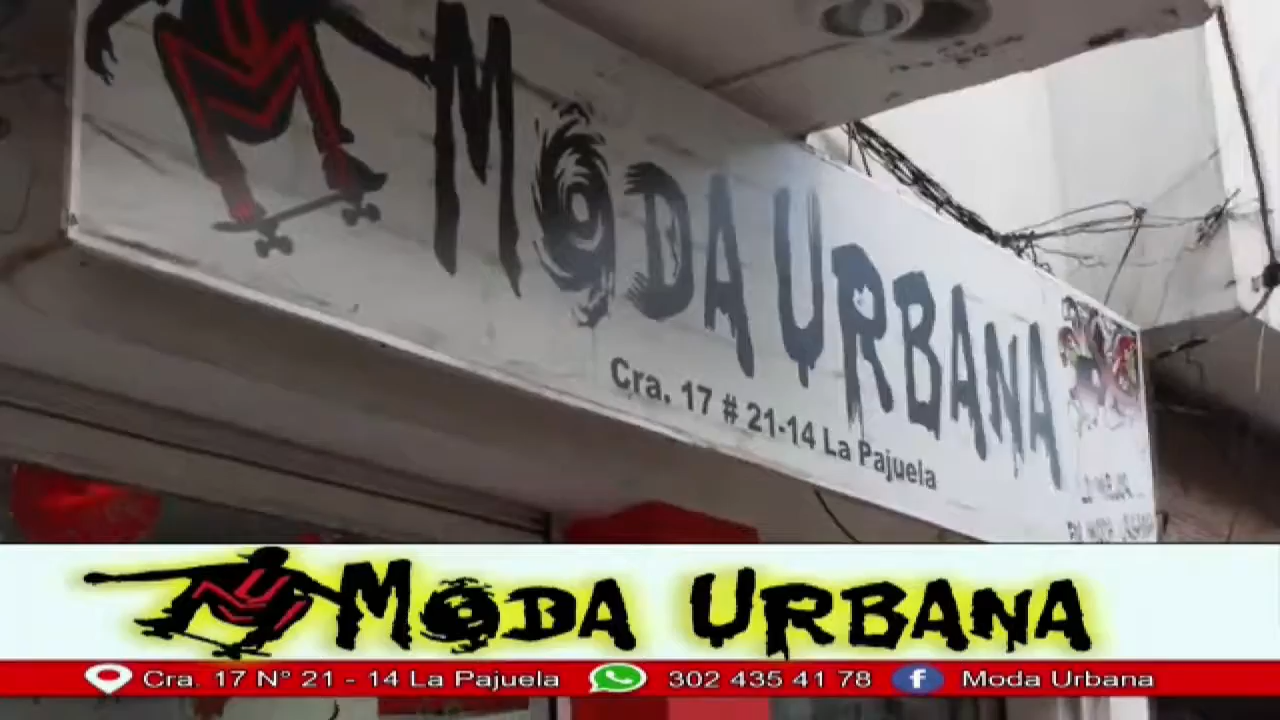 MODA URBANA
Cra. 17 # 21-14 La Pajuela
MODA URBANA
Cra. 17 N° 21 - 14 La Pajuela 302 435 41 78 Moda Urbana